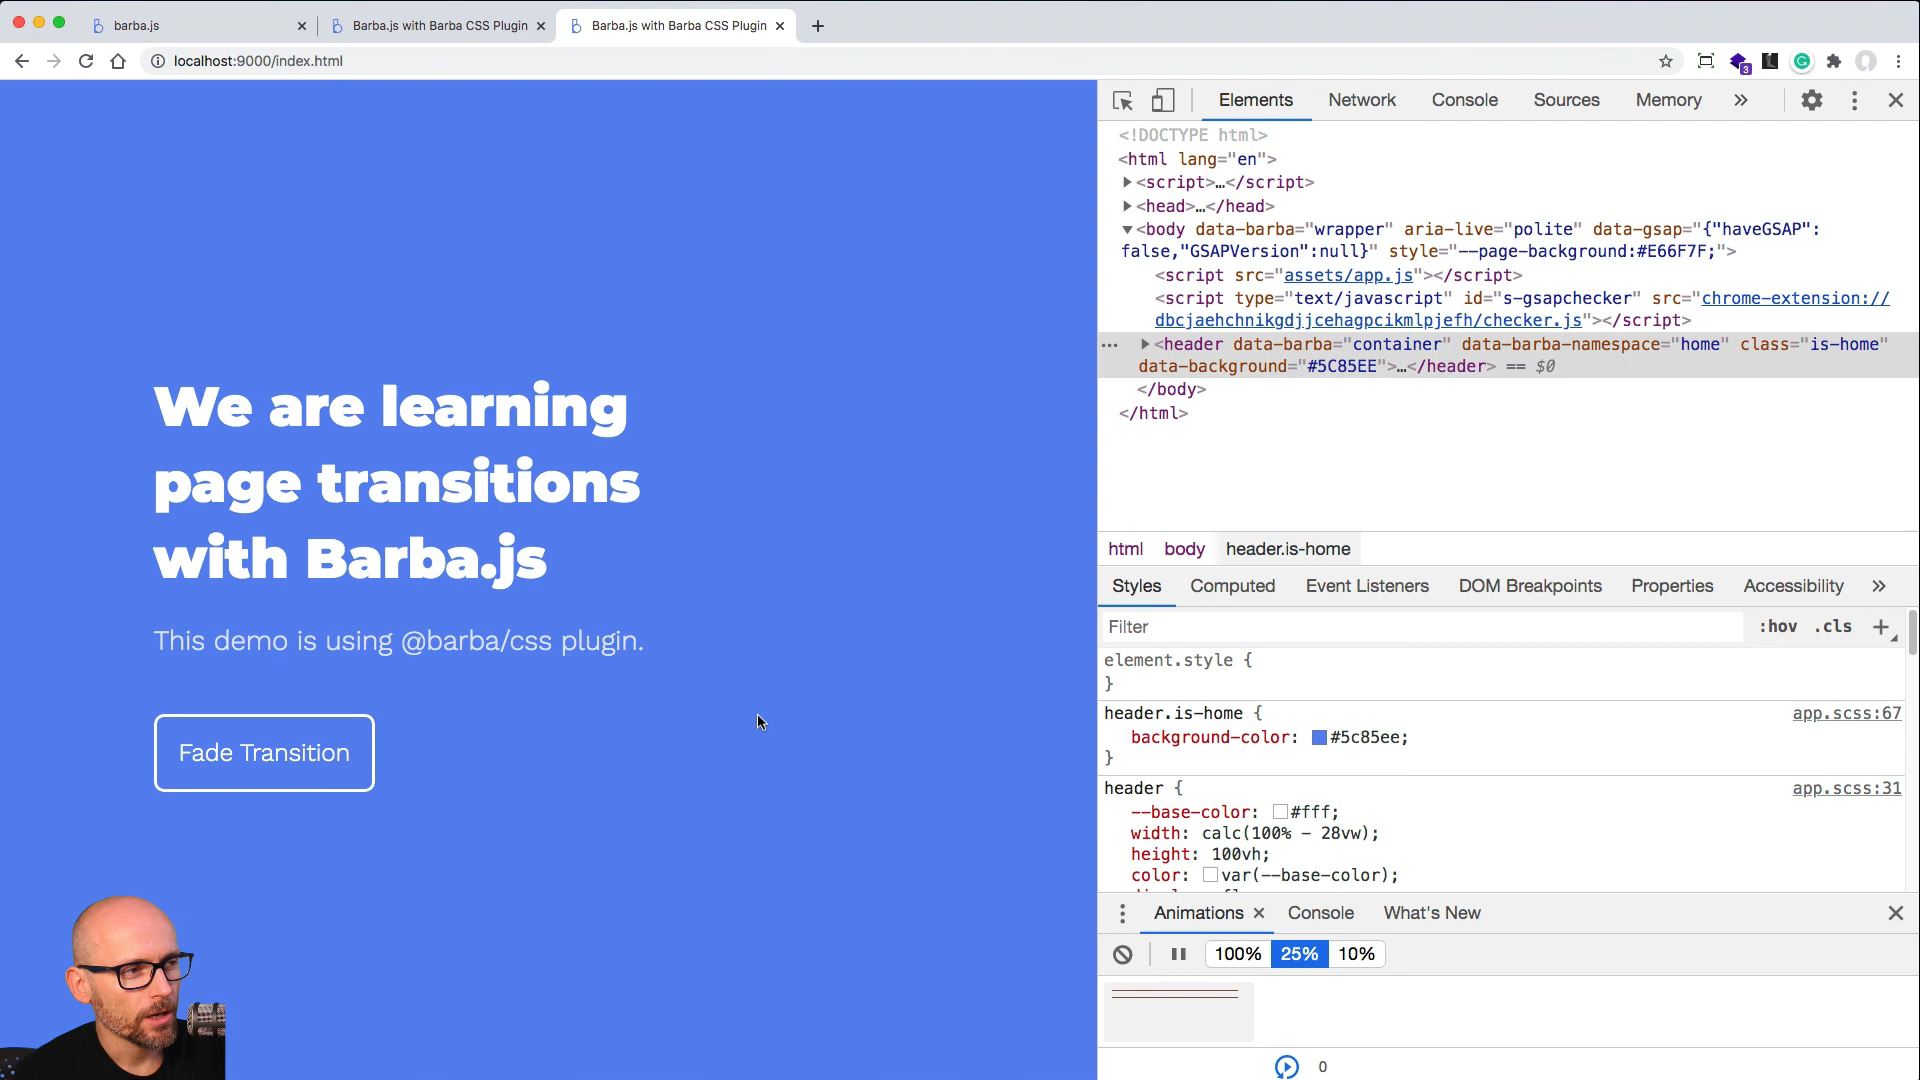 barba.js
Barba.js with Barba CSS Plugin
Barba.js with Barba CSS Plugin
localhost:9000/index.html
3
We are learning
page transitions
with Barba.js
This demo is using @barba/css plugin.
Fade Transition
Elements Network Console Sources Memory
<!DOCTYPE html>
<html lang="en">
<script>…</script>
<head>…</head>
<body data-barba="wrapper" aria-live="polite" data-gsap="{"haveGSAP":
false,"GSAPVersion":null}" style="--page-background:#E66F7F;">
<script src="assets/app.js"></script>
<script type="text/javascript" id="s-gsapchecker" src="chrome-extension://
dbcjaehchnikgdjjcehagpcikmlpjefh/checker.js"></script>
<header data-barba="container" data-barba-namespace="home" class="is-home"
data-background="#5C85EE">…</header> == $0
</body>
</html>
html body header.is-home
Styles Computed Event Listeners DOM Breakpoints Properties Accessibility
Filter :hov .cls
element.style {
}
header.is-home { app.scss:67
background-color: #5c85ee;
}
header { app.scss:31
--base-color: #fff;
width: calc(100% - 28vw);
height: 100vh;
color: var(--base-color);
Animations Console What's New
100% 25% 10%
0